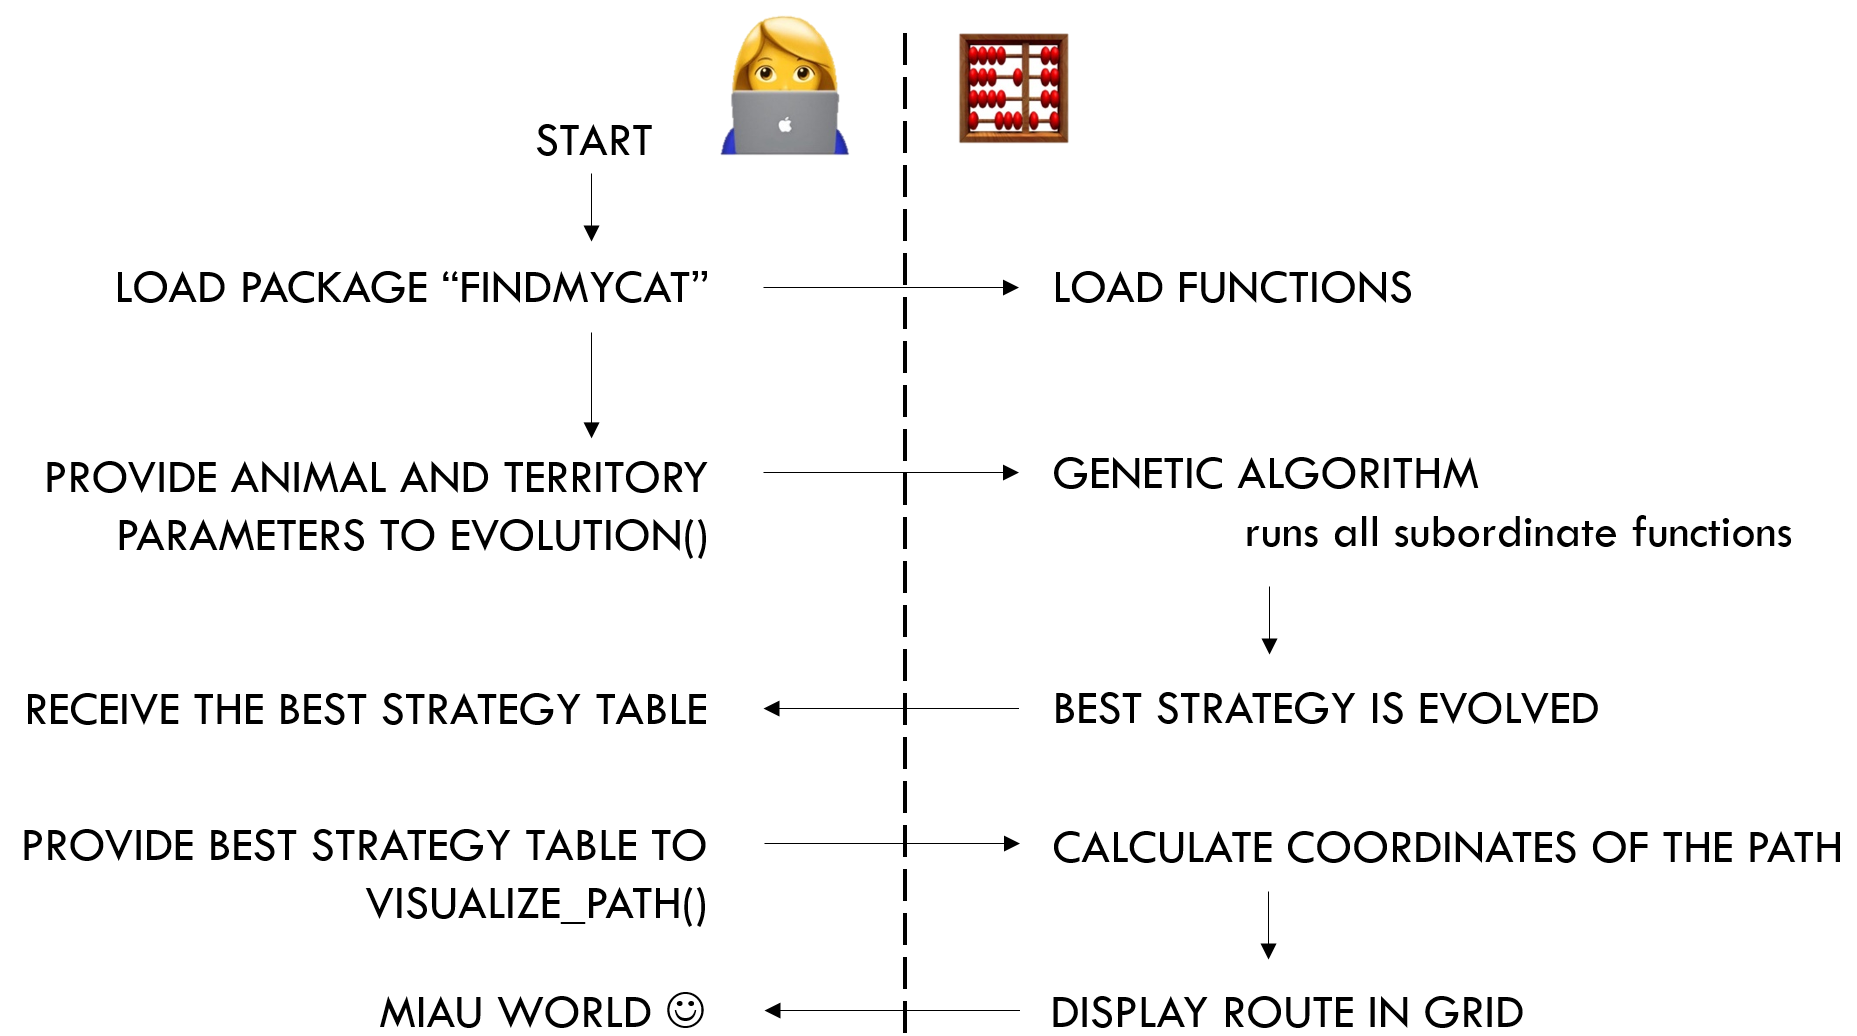 START
LOAD PACKAGE “FINDMYCAT”
LOAD FUNCTIONS
PROVIDE ANIMAL AND TERRITORY
PARAMETERS TO EVOLUTION()
GENETIC ALGORITHM
runs all subordinate functions
RECEIVE THE BEST STRATEGY TABLE
BEST STRATEGY IS EVOLVED
PROVIDE BEST STRATEGY TABLE TO
VISUALIZE_PATH()
CALCULATE COORDINATES OF THE PATH
MIAU WORLD ☺
DISPLAY ROUTE IN GRID